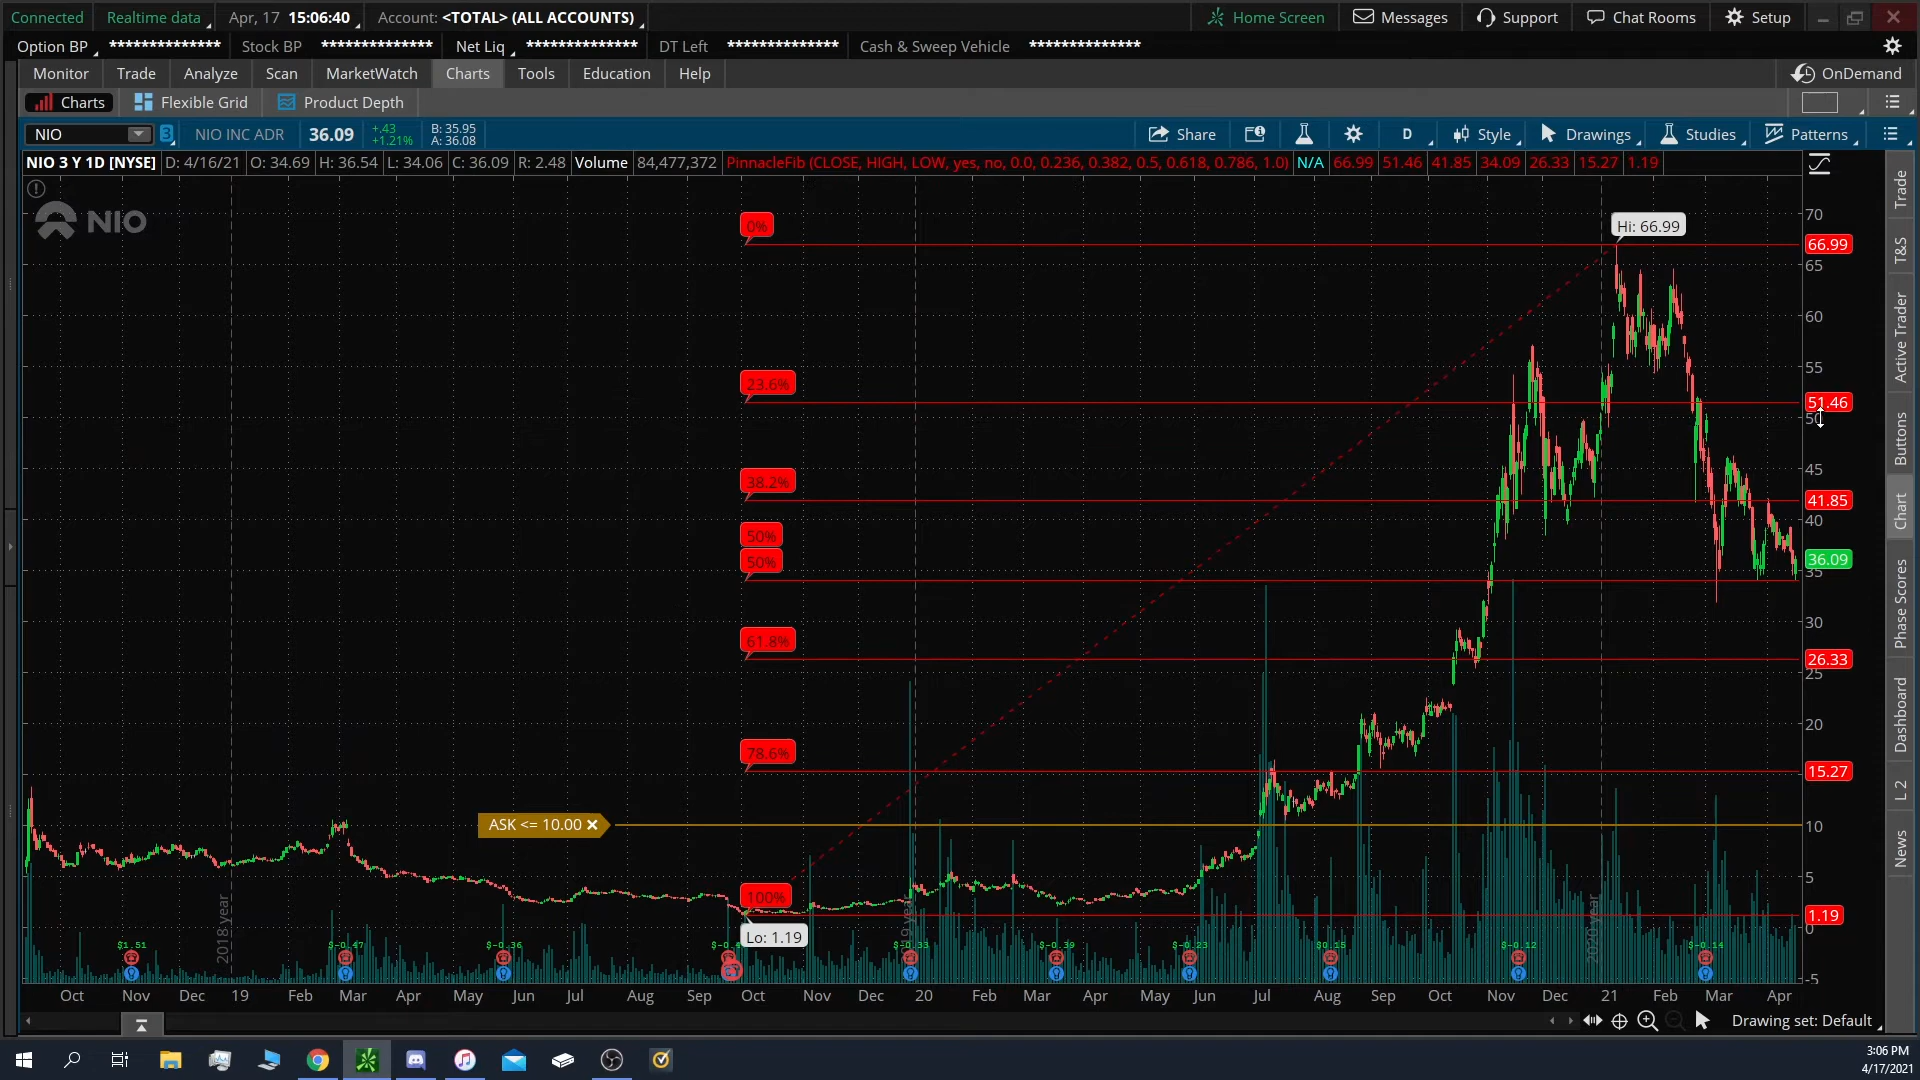 Connected Realtime data Apr, 17 15:06:40 Account: <TOTAL> (ALL ACCOUNTS) Home Screen Messages Support Chat Rooms Setup
Option BP ************** Stock BP ************** Net Liq ************** DT Left ************** Cash & Sweep Vehicle **************
Monitor Trade Analyze Scan MarketWatch Charts Tools Education Help OnDemand
Charts Flexible Grid Product Depth
NIO 3 NIO INC ADR 36.09 +.43 +1.21% B: 35.95 A: 36.08 Share D Style Drawings Studies Patterns
NIO 3 Y 1D [NYSE] D: 4/16/21 O: 34.69 H: 36.54 L: 34.06 C: 36.09 R: 2.48 Volume 84,477,372 PinnacleFib (CLOSE, HIGH, LOW, yes, no, 0.0, 0.236, 0.382, 0.5, 0.618, 0.786, 1.0) N/A 66.99 51.46 41.85 34.09 26.33 15.27 1.19
NIO
70
0% Hi: 66.99 66.99
65
60
55
23.6% 51.46
50
45
38.2% 41.85
40
50%
50% 36.09
35
30
61.8% 26.33
25
20
78.6% 15.27
ASK <= 10.00 10
5
100% 1.19
Lo: 1.19 0
2018 year 2020 year
$1.51 $-0.47 $-0.36 $-0.33 $-0.39 $-0.23 $0.15 $-0.12 $-0.14
-5
Oct Nov Dec 19 Feb Mar Apr May Jun Jul Aug Sep Oct Nov Dec 20 Feb Mar Apr May Jun Jul Aug Sep Oct Nov Dec 21 Feb Mar Apr
Drawing set: Default
Trade
T&S
Active Trader
Buttons
Chart
Phase Scores
Dashboard
L 2
News
3:06 PM
4/17/2021